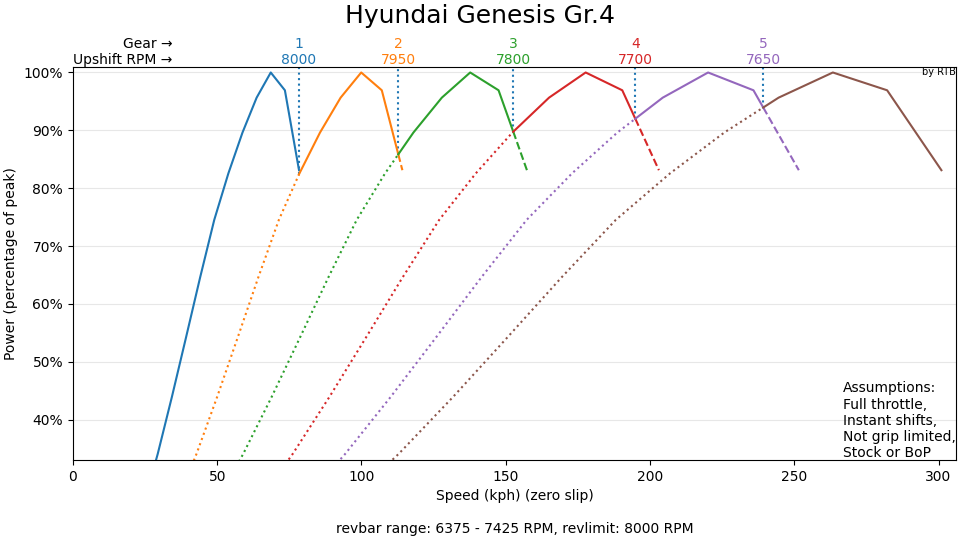 Hyundai Genesis Gr.4
Gear → 1 2 3 4 5
Upshift RPM → 8000 7950 7800 7700 7650
by RTB
100%
90%
80%
70%
60%
50%
40%
Power (percentage of peak)
Assumptions:
Full throttle,
Instant shifts,
Not grip limited,
Stock or BoP
0 50 100 150 200 250 300
Speed (kph) (zero slip)
revbar range: 6375 - 7425 RPM, revlimit: 8000 RPM